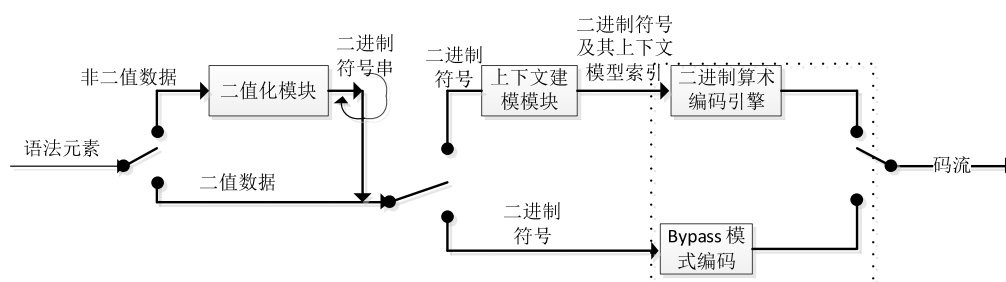 非二值数据
二值化模块
二进制
符号串
二进制
符号
上下文建
模模块
二进制符号
及其上下文
模型索引
二进制算术
编码引擎
语法元素
二值数据
码流
二进制
符号
Bypass 模
式编码